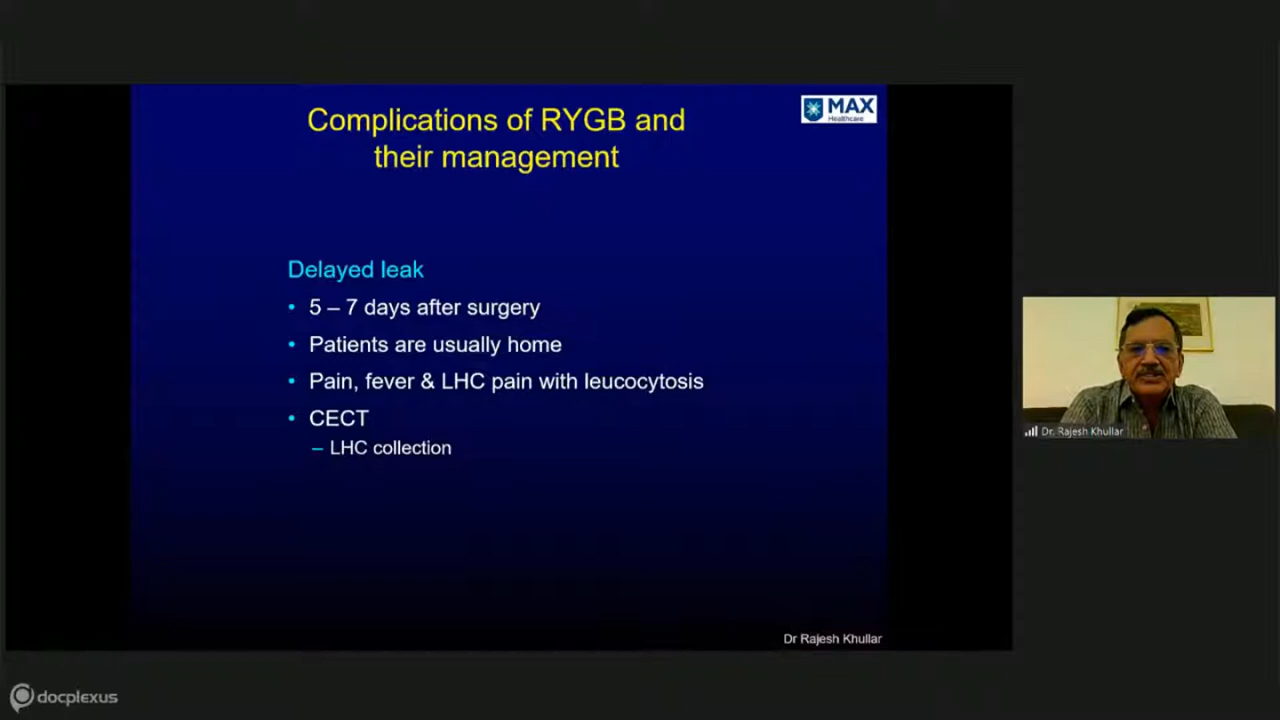 Complications of RYGB and
their management
MAX
Healthcare
Delayed leak
• 5 – 7 days after surgery
• Patients are usually home
• Pain, fever & LHC pain with leucocytosis
• CECT
– LHC collection
Dr. Rajesh Khullar
Dr Rajesh Khullar
docplexus